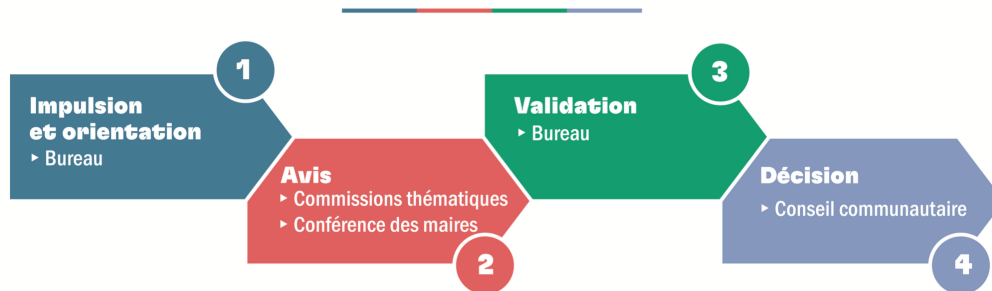 1
Impulsion
et orientation
▸ Bureau
Avis
▸ Commissions thématiques
▸ Conférence des maires
2
3
Validation
▸ Bureau
Décision
▸ Conseil communautaire
4